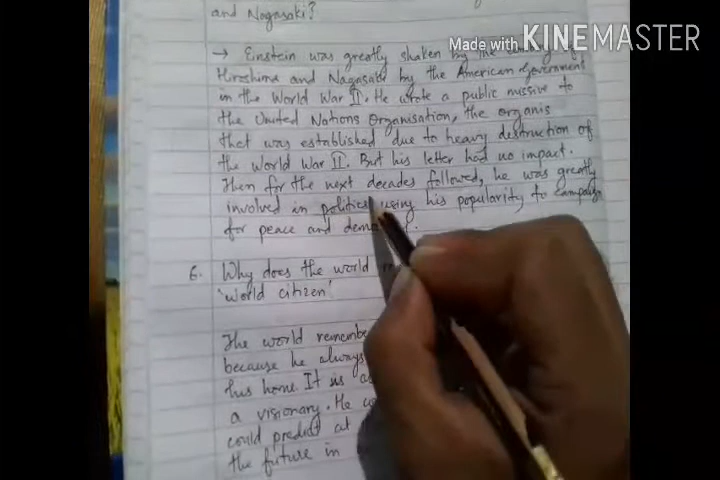 and Nagasaki?
Made with KINEMASTER
→ Einstein was greatly shaken by the of
Hiroshima and Nagasaki by the American Government
in the World War II. He wrote a public missive to
the United Nations Organisation, the organis
that was established due to heavy destruction of
the World War II. But his letter had no impact.
Then for the next decades followed, he was greatly
involved in politics using his popularity to campaign
for peace and
6. Why does the world
'World citizen'
The world
because he always
his home. It is
a visionary. He
could predict at
the future in